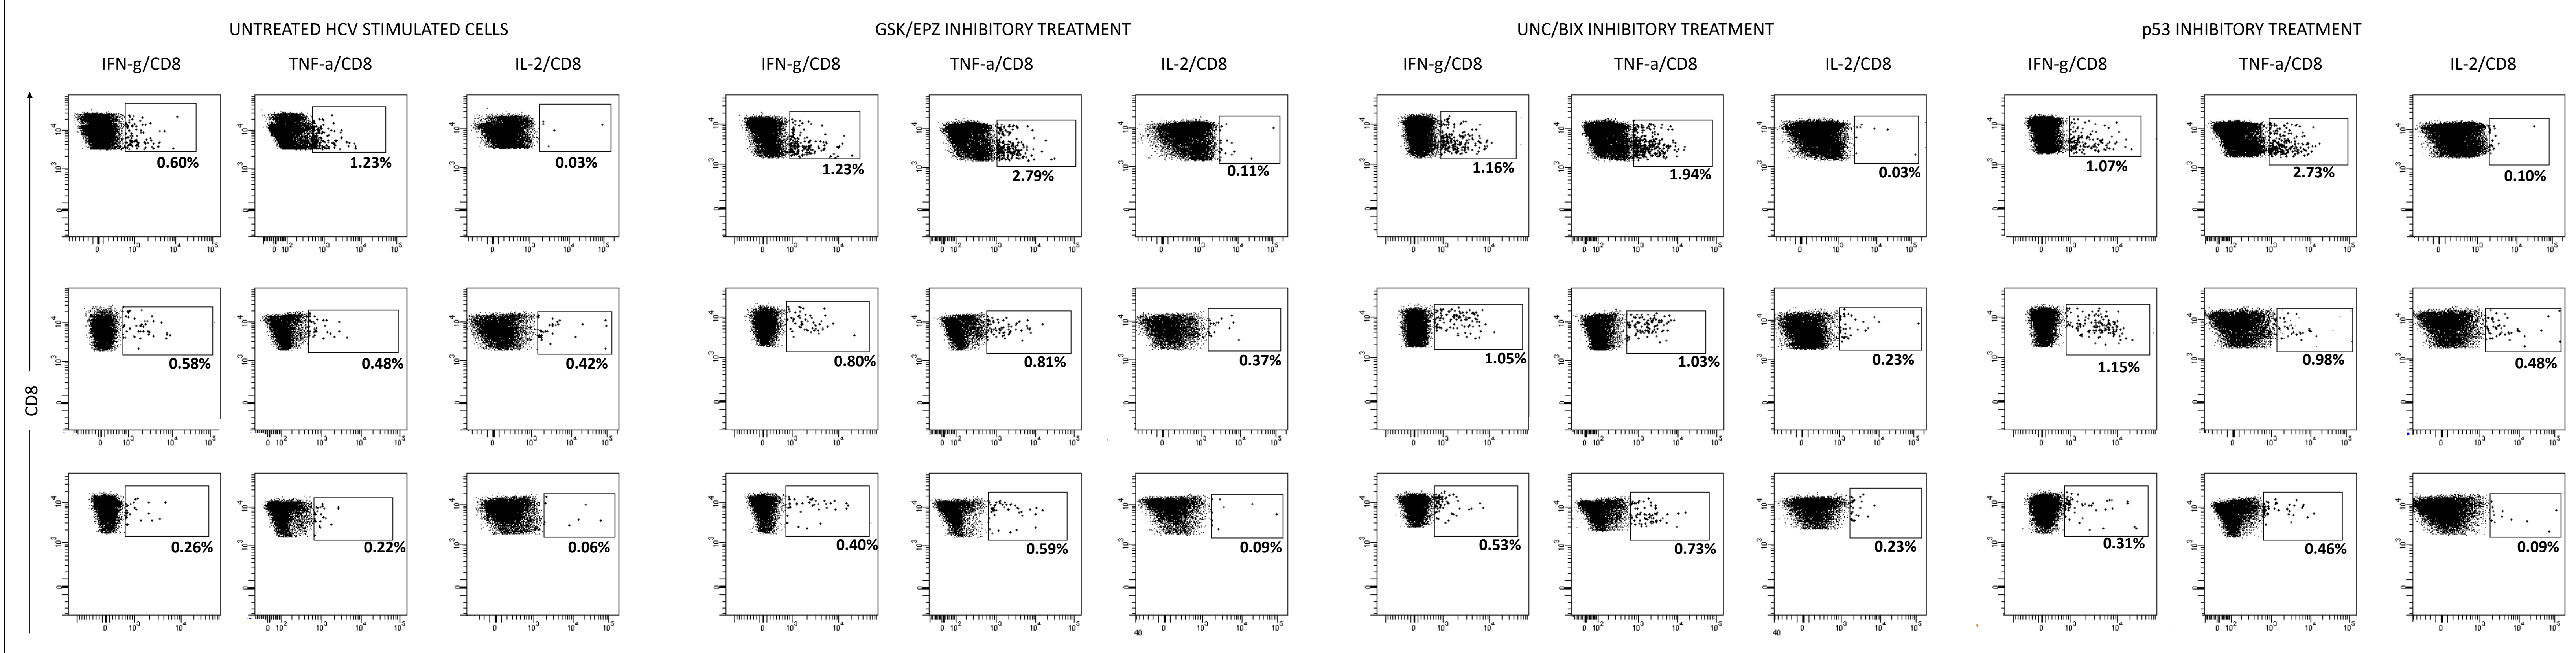 UNTREATED HCV STIMULATED CELLS
GSK/EPZ INHIBITORY TREATMENT
UNC/BIX INHIBITORY TREATMENT
p53 INHIBITORY TREATMENT
IFN-g/CD8 TNF-a/CD8 IL-2/CD8
IFN-g/CD8 TNF-a/CD8 IL-2/CD8
IFN-g/CD8 TNF-a/CD8 IL-2/CD8
IFN-g/CD8 TNF-a/CD8 IL-2/CD8
0.60% 1.23% 0.03%
1.23% 2.79% 0.11%
1.16% 1.94% 0.03%
1.07% 2.73% 0.10%
CD8
0.58% 0.48% 0.42%
0.80% 0.81% 0.37%
1.05% 1.03% 0.23%
1.15% 0.98% 0.48%
0.26% 0.22% 0.06%
0.40% 0.59% 0.09%
0.53% 0.73% 0.23%
0.31% 0.46% 0.09%